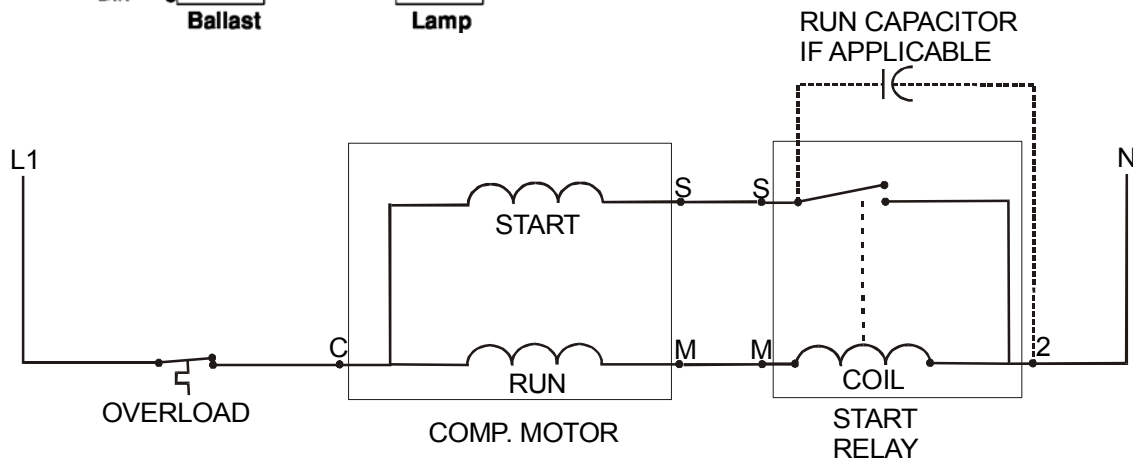 Ballast
Lamp
RUN CAPACITOR
IF APPLICABLE
L1
N
S
S
START
C
M
M
2
RUN
COIL
OVERLOAD
COMP. MOTOR
START
RELAY